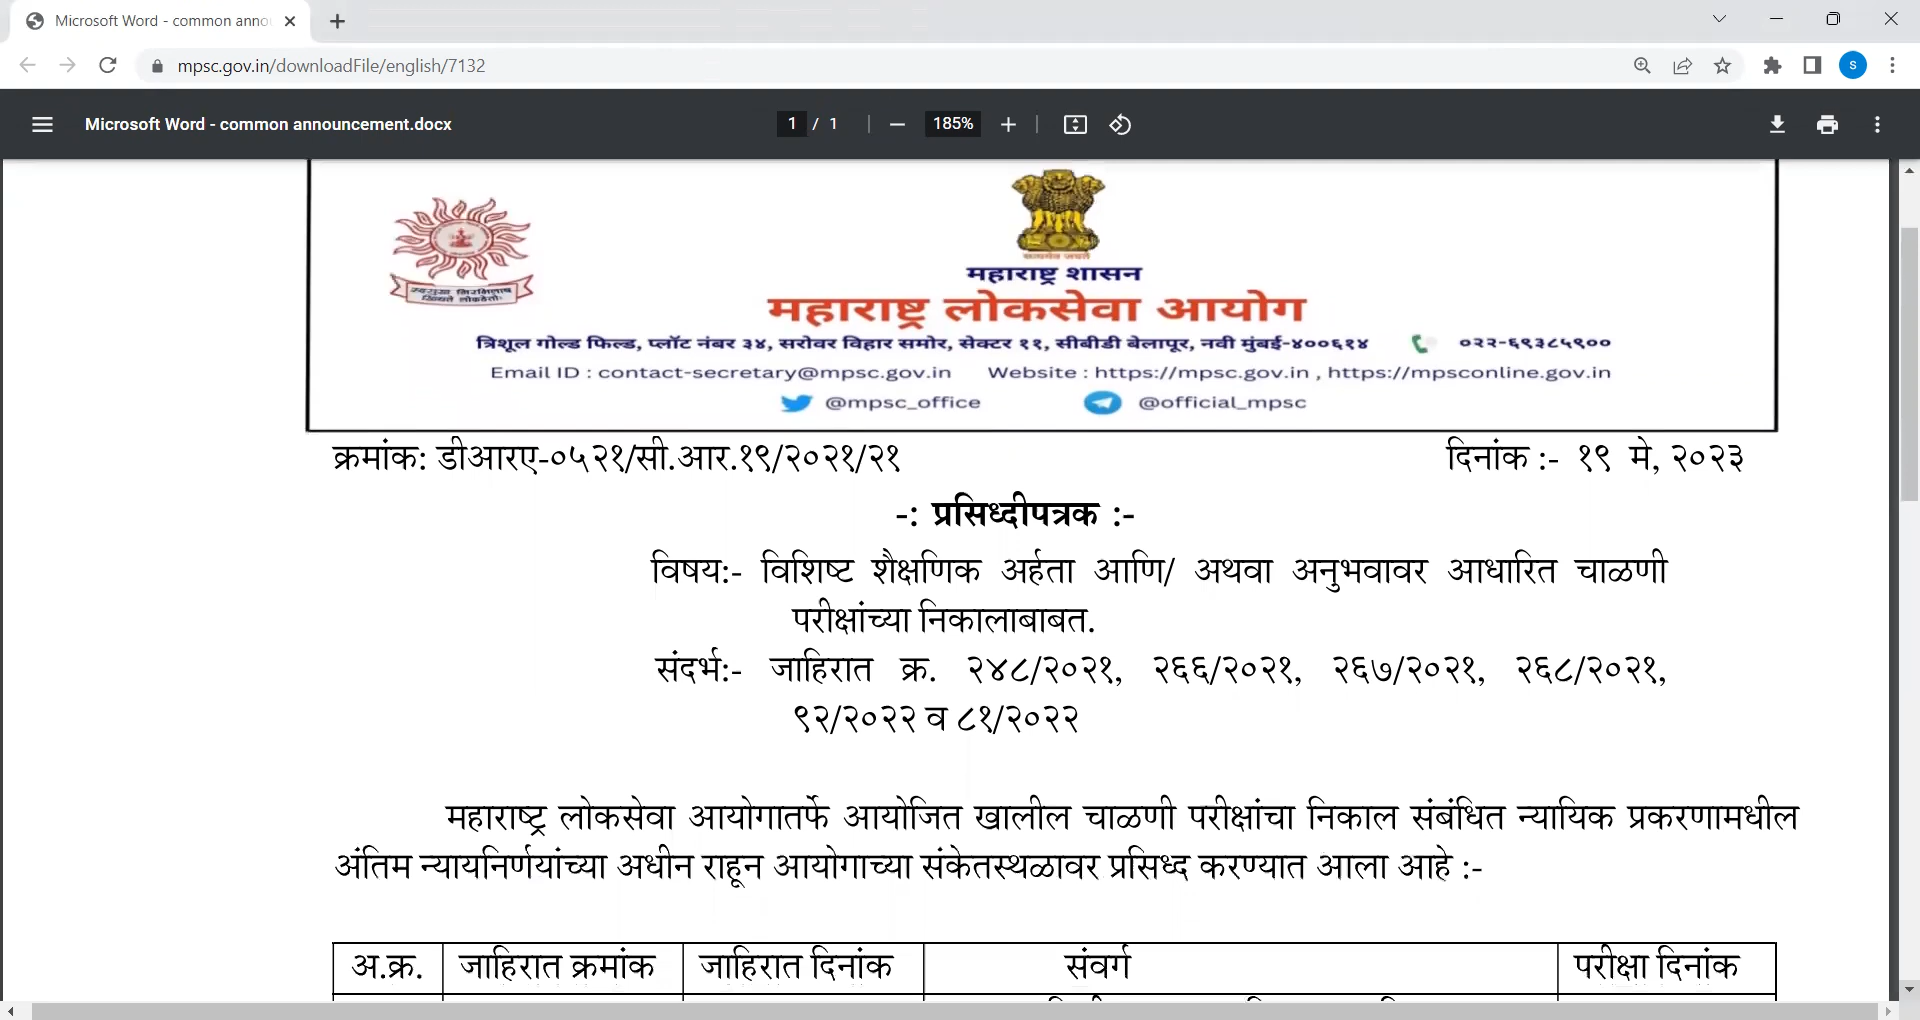 Microsoft Word - common anno
mpsc.gov.in/downloadFile/english/7132
S
Microsoft Word - common announcement.docx
1 / 1
185%
सत्यमेव जयते
महाराष्ट्र शासन
महाराष्ट्र लोकसेवा आयोग
त्रिशूल गोल्ड फिल्ड, प्लॉट नंबर ३४, सरोवर विहार समोर, सेक्टर ११, सीबीडी बेलापूर, नवी मुंबई-४००६१४ ०२२-६९३८५९००
Email ID : contact-secretary@mpsc.gov.in Website : https://mpsc.gov.in , https://mpsconline.gov.in
@mpsc_office @official_mpsc
क्रमांक: डीआरए-०५२१/सी.आर.१९/२०२१/२१ दिनांक :- १९ मे, २०२३
-: प्रसिध्दीपत्रक :-
विषय:- विशिष्ट शैक्षणिक अर्हता आणि/ अथवा अनुभवावर आधारित चाळणी
परीक्षांच्या निकालाबाबत.
संदर्भ:- जाहिरात क्र. २४८/२०२१, २६६/२०२१, २६७/२०२१, २६८/२०२१,
९२/२०२२ व ८१/२०२२
महाराष्ट्र लोकसेवा आयोगातर्फे आयोजित खालील चाळणी परीक्षांचा निकाल संबंधित न्यायिक प्रकरणामधील
अंतिम न्यायनिर्णयांच्या अधीन राहून आयोगाच्या संकेतस्थळावर प्रसिध्द करण्यात आला आहे :-
अ.क्र. जाहिरात क्रमांक जाहिरात दिनांक संवर्ग परीक्षा दिनांक